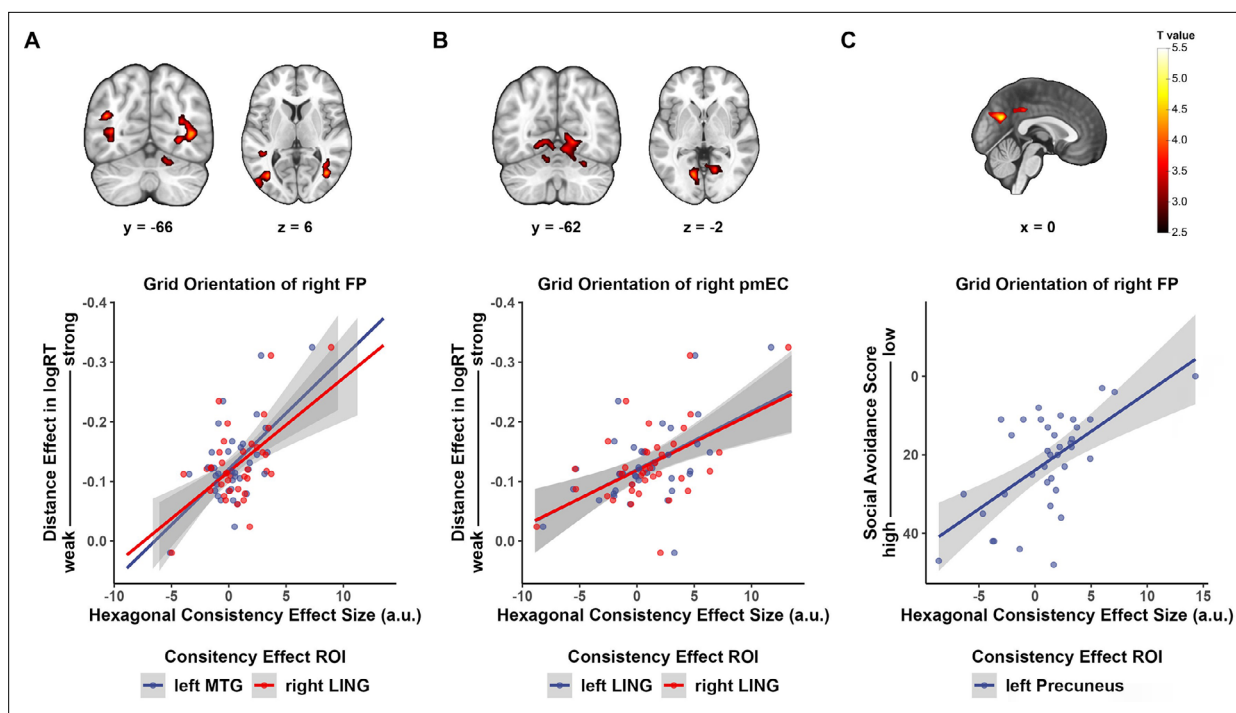 A
B
C
T value
5.5
5.0
4.5
4.0
3.5
3.0
2.5
y = -66
z = 6
y = -62
z = -2
x = 0
Grid Orientation of right FP
Distance Effect in logRT
weak
strong
-0.4
-0.3
-0.2
-0.1
0.0
-10
-5
0
5
10
Hexagonal Consistency Effect Size (a.u.)
Consitency Effect ROI
left MTG
right LING
Grid Orientation of right pmEC
Distance Effect in logRT
weak
strong
-0.4
-0.3
-0.2
-0.1
0.0
-10
-5
0
5
10
15
Hexagonal Consistency Effect Size (a.u.)
Consitency Effect ROI
left LING
right LING
Grid Orientation of right FP
Social Avoidance Score
high
low
0
20
40
-10
-5
0
5
10
15
Hexagonal Consistency Effect Size (a.u.)
Consitency Effect ROI
left Precuneus